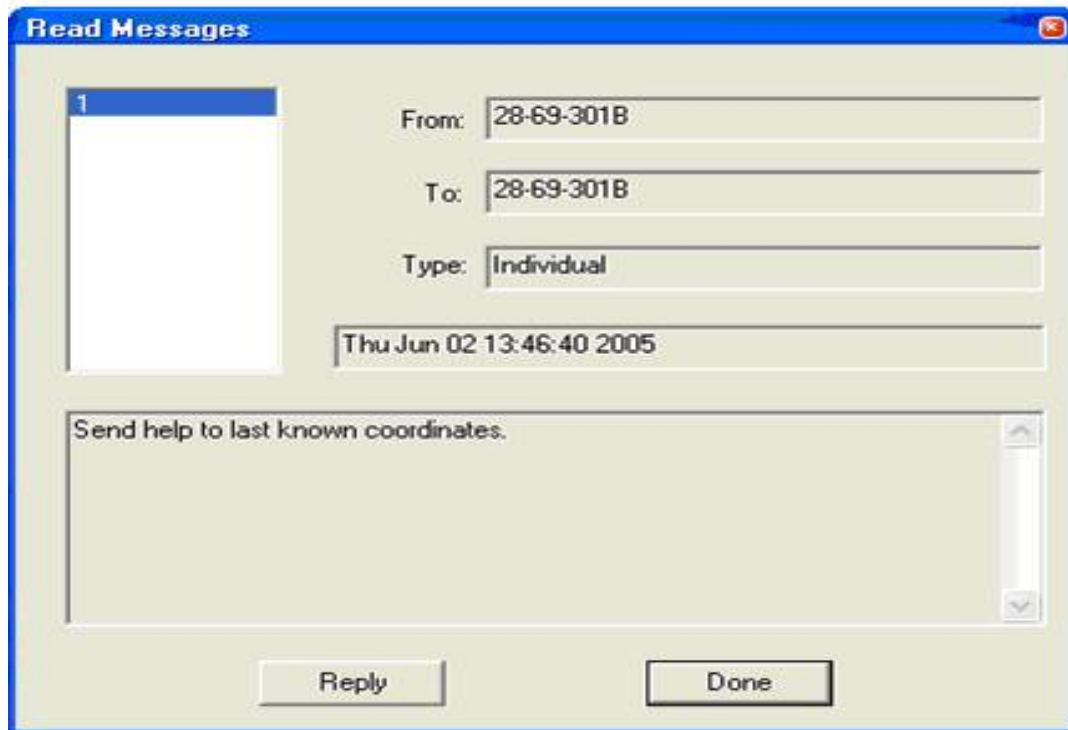 Read Messages
1
From: 28-69-301B
To: 28-69-301B
Type: Individual
Thu Jun 02 13:46:40 2005
Send help to last known coordinates.
Reply Done